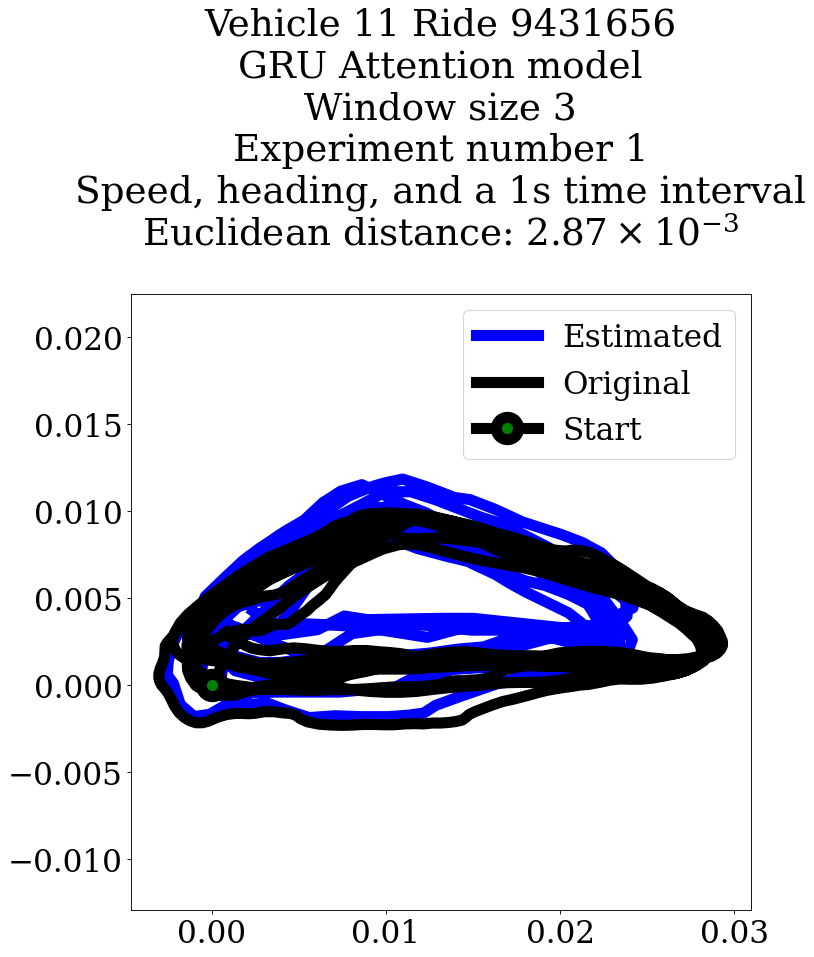 Vehicle 11 Ride 9431656
GRU Attention model
Window size 3
Experiment number 1
Speed, heading, and a 1s time interval
Euclidean distance: 2.87 × 10⁻³
Estimated
Original
Start
0.020
0.015
0.010
0.005
0.000
−0.005
−0.010
0.00 0.01 0.02 0.03